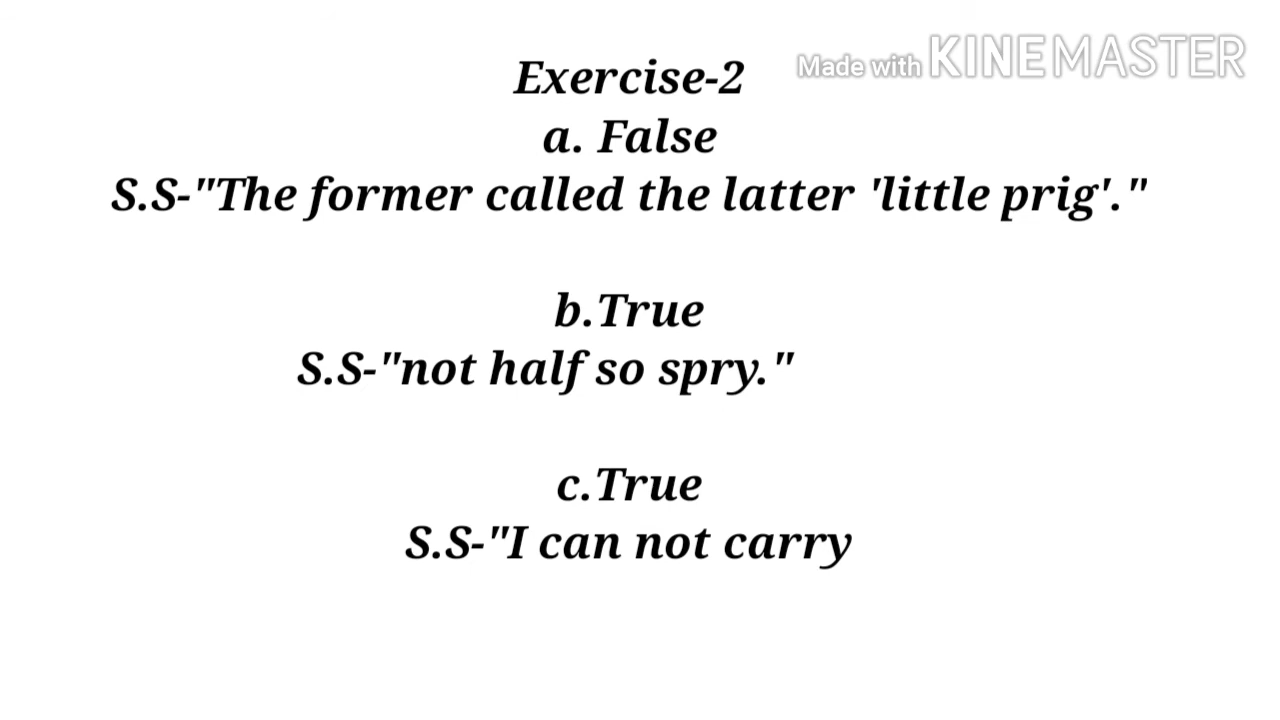 Made with KINEMASTER
Exercise-2
a. False
S.S-"The former called the latter 'little prig'."
b.True
S.S-"not half so spry."
c.True
S.S-"I can not carry